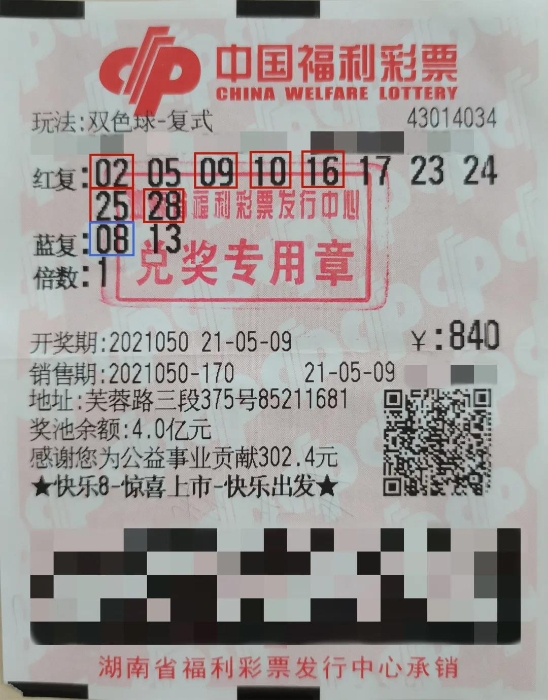 中国福利彩票
CHINA WELFARE LOTTERY
玩法:双色球-复式 43014034
红复:02 05 09 10 16 17 23 24
25 28
福利彩票发行中心
蓝复:08 13
兑奖专用章
倍数:1
开奖期:2021050 21-05-09 ¥:840
销售期:2021050-170 21-05-09
地址:芙蓉路三段375号85211681
奖池余额:4.0亿元
感谢您为公益事业贡献302.4元
★快乐8-惊喜上市-快乐出发★
湖南省福利彩票发行中心承销